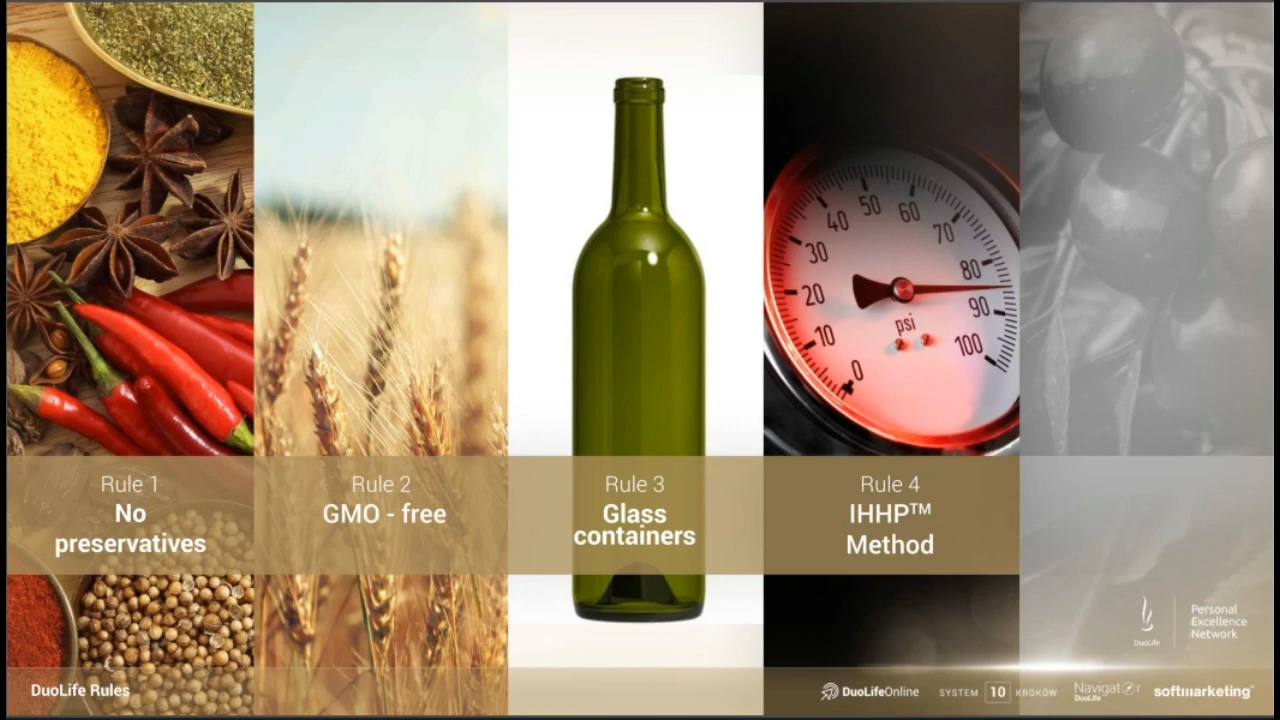 Rule 1
No
preservatives
Rule 2
GMO - free
Rule 3
Glass
containers
Rule 4
IHHP™
Method
40 50 60
30 70
20 80
10 90
0 100
psi
DuoLife
Personal
Excellence
Network
DuoLife Rules
DuoLifeOnline
SYSTEM 10 KROKÓW
Navigator
DuoLife
softmarketing™